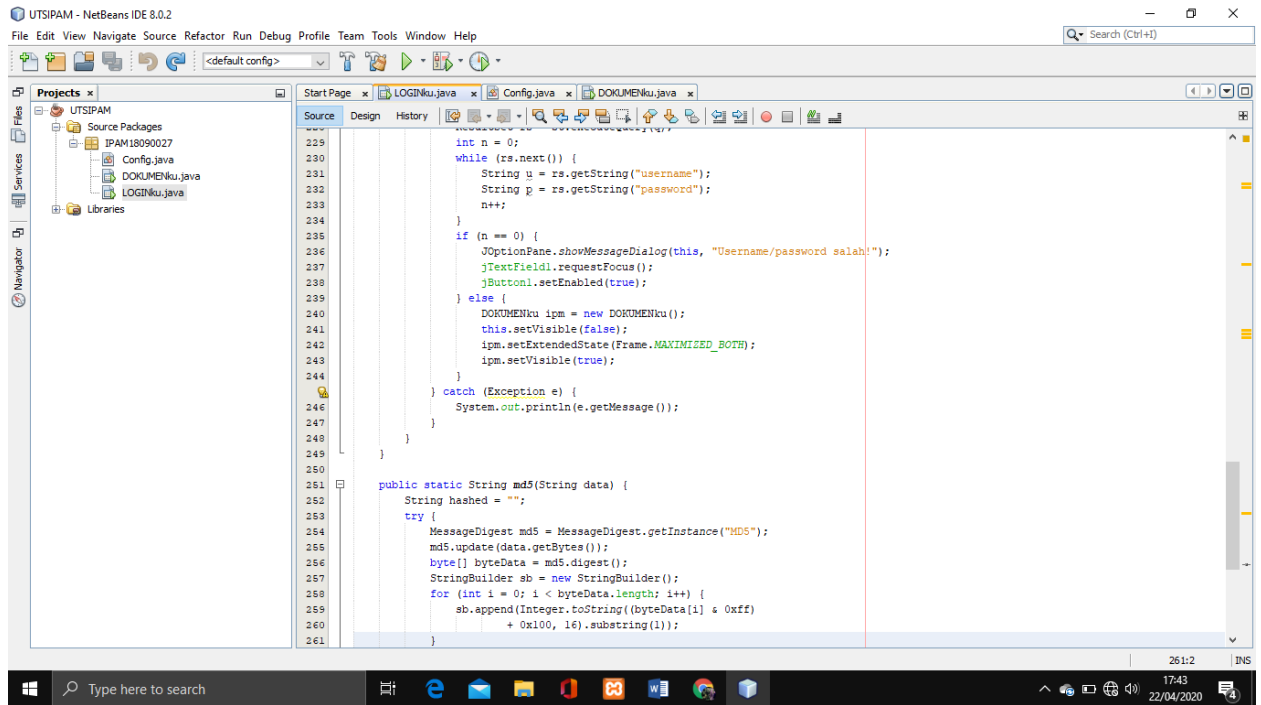 UTSIPAM - NetBeans IDE 8.0.2
File Edit View Navigate Source Refactor Run Debug Profile Team Tools Window Help
Search (Ctrl+I)
<default config>
Projects
Start Page
LOGINku.java
Config.java
DOKUMENku.java
Files
Services
Navigator
UTSIPAM
Source Packages
IPAM18090027
Config.java
DOKUMENku.java
LOGINku.java
Libraries
Source Design History
229 int n = 0;
230 while (rs.next()) {
231 String u = rs.getString("username");
232 String p = rs.getString("password");
233 n++;
234 }
235 if (n == 0) {
236 JOptionPane.showMessageDialog(this, "Username/password salah!");
237 jTextField1.requestFocus();
238 jButton1.setEnabled(true);
239 } else {
240 DOKUMENku ipm = new DOKUMENku();
241 this.setVisible(false);
242 ipm.setExtendedState(Frame.MAXIMIZED_BOTH);
243 ipm.setVisible(true);
244 }
} catch (Exception e) {
246 System.out.println(e.getMessage());
247 }
248 }
249 }
250
251 public static String md5(String data) {
252 String hashed = "";
253 try {
254 MessageDigest md5 = MessageDigest.getInstance("MD5");
255 md5.update(data.getBytes());
256 byte[] byteData = md5.digest();
257 StringBuilder sb = new StringBuilder();
258 for (int i = 0; i < byteData.length; i++) {
259 sb.append(Integer.toString((byteData[i] & 0xff)
260 + 0x100, 16).substring(1));
261 }
261:2 INS
Type here to search
17:43
22/04/2020
4